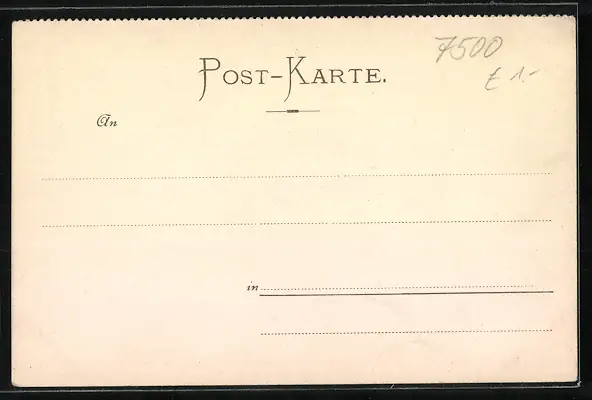 7500
POST-KARTE.
£ 1.-
An
in